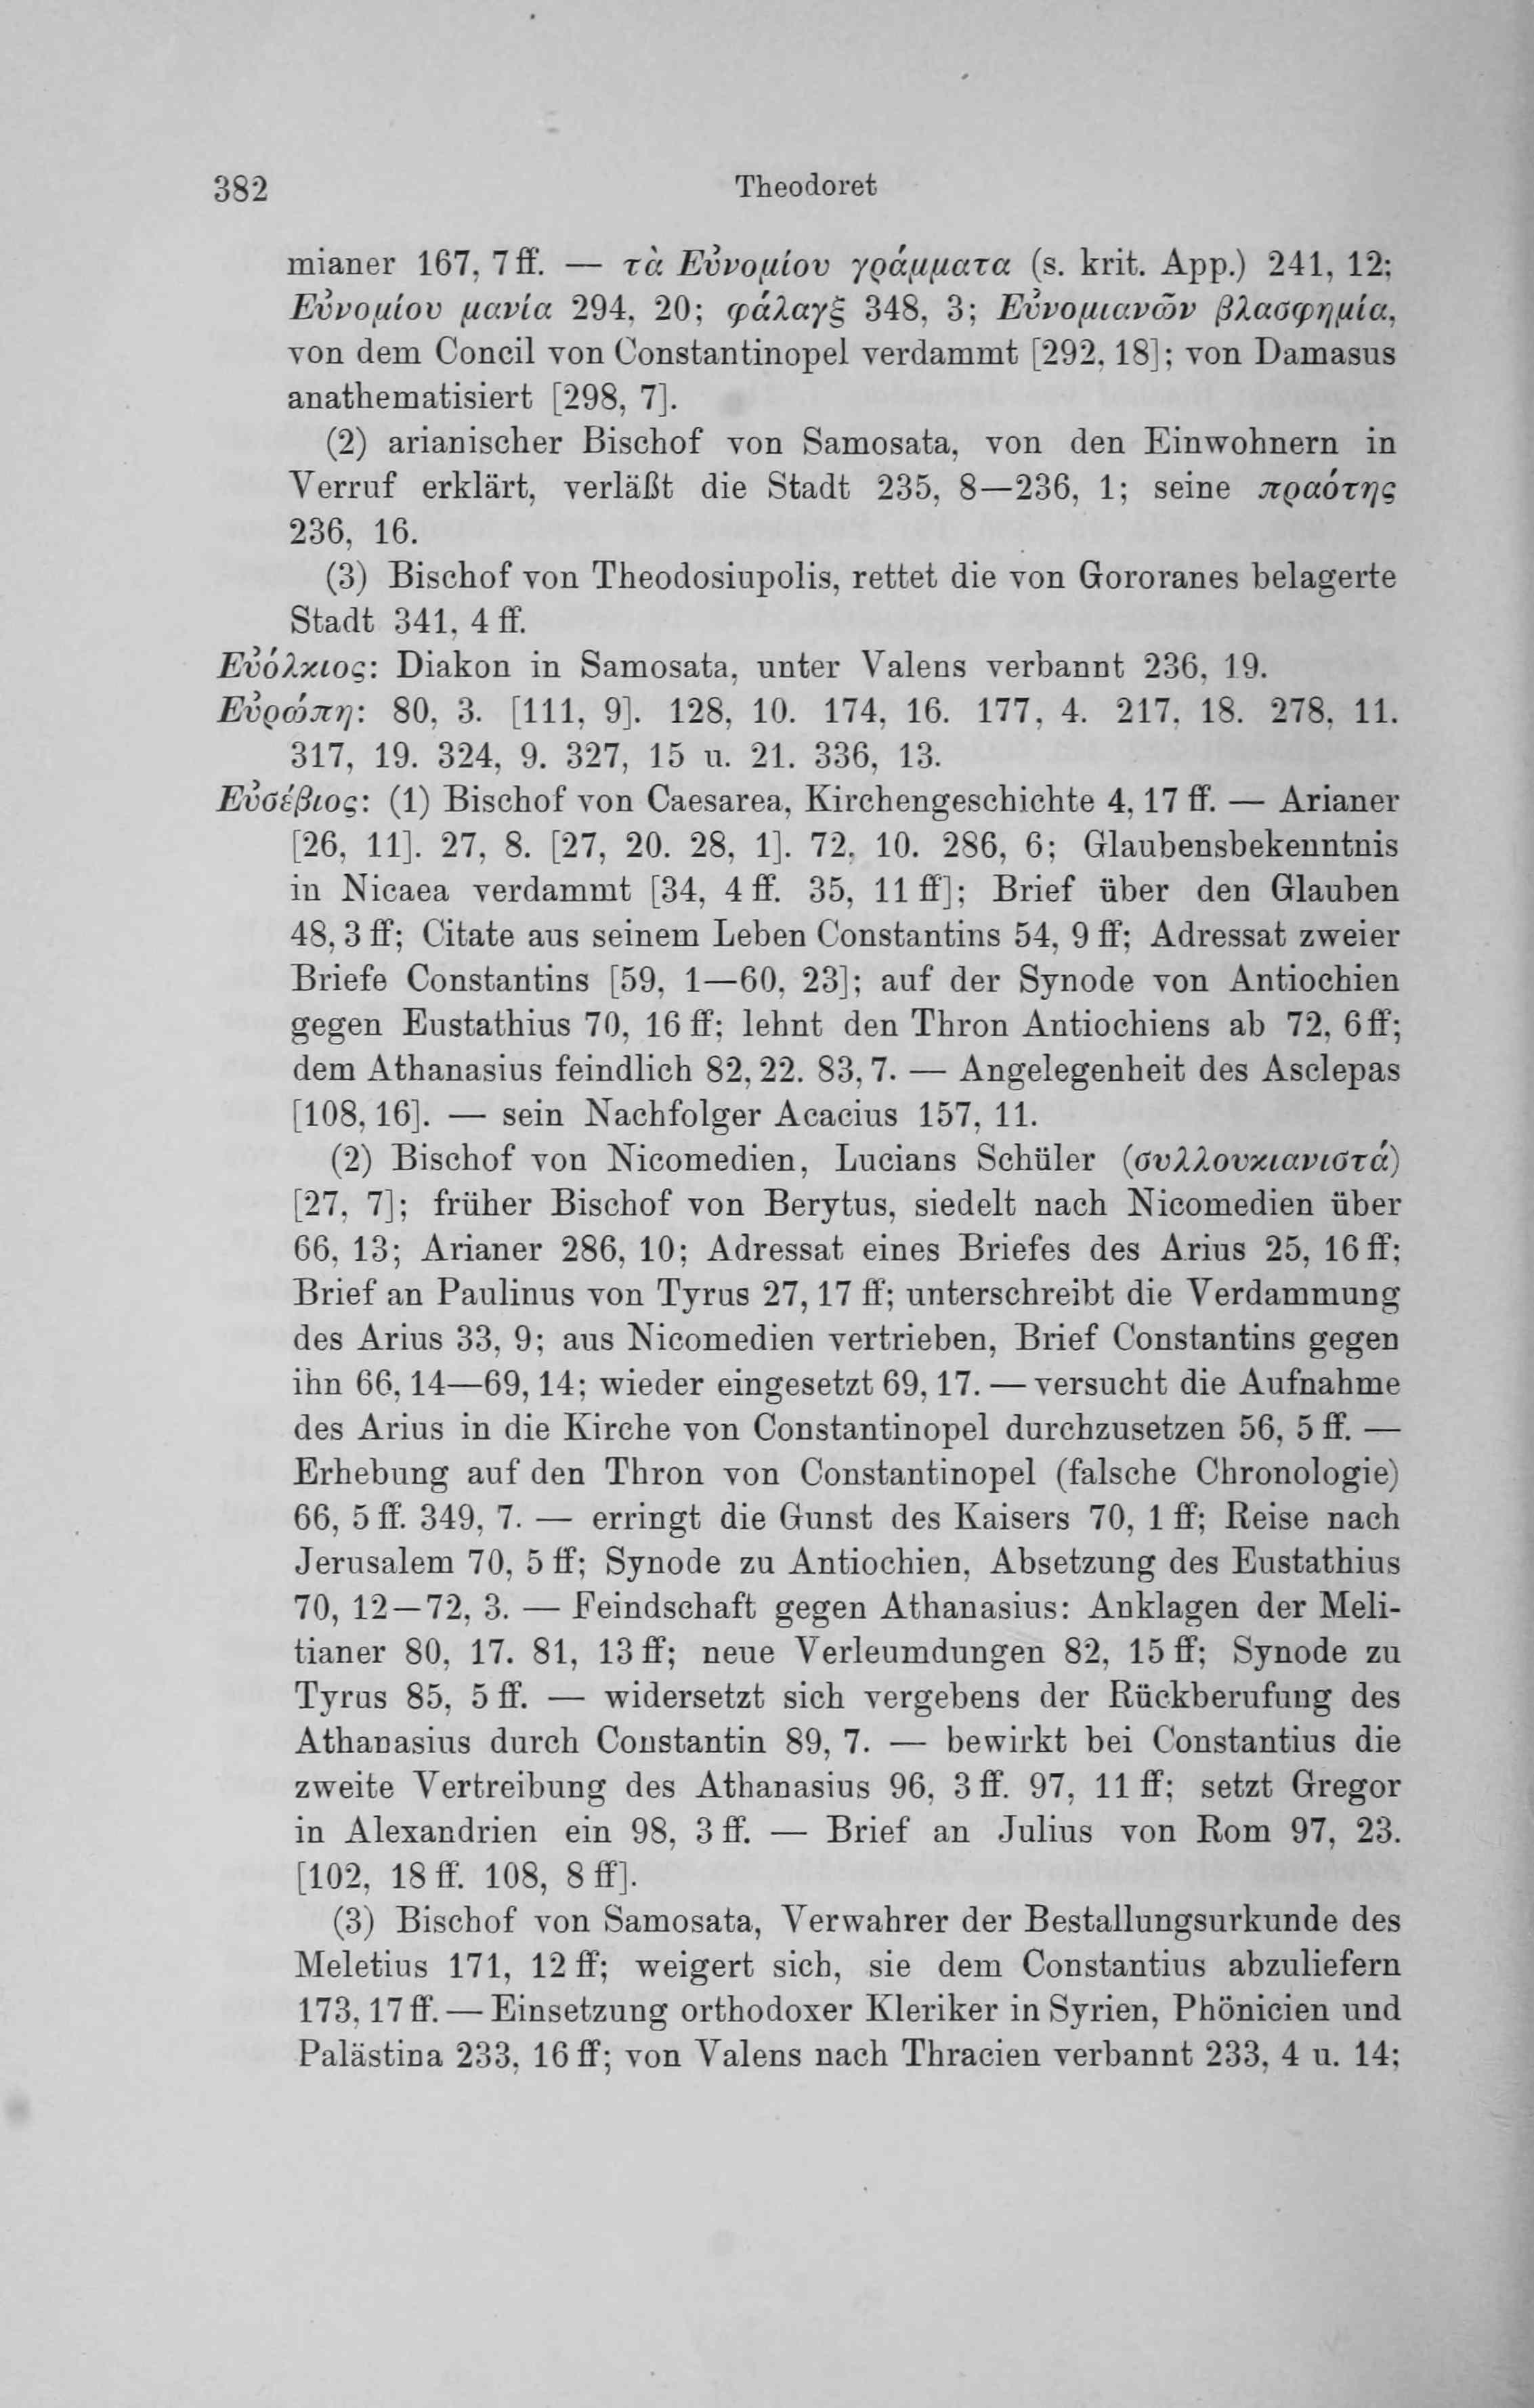 382 Theodoret
mianer 167, 7 ff. — τὰ Εὐνομίου γράμματα (s. krit. App.) 241, 12;
Εὐνομίου μανία 294, 20; φάλαγξ 348, 3; Εὐνομιανῶν βλασφημία,
von dem Concil von Constantinopel verdammt [292, 18]; von Damasus
anathematisiert [298, 7].
(2) arianischer Bischof von Samosata, von den Einwohnern in
Verruf erklärt, verläßt die Stadt 235, 8—236, 1; seine πραότης
236, 16.
(3) Bischof von Theodosiupolis, rettet die von Gororanes belagerte
Stadt 341, 4 ff.
Εὐόλκιος: Diakon in Samosata, unter Valens verbannt 236, 19.
Εὐρώπη: 80, 3. [111, 9]. 128, 10. 174, 16. 177, 4. 217, 18. 278, 11.
317, 19. 324, 9. 327, 15 u. 21. 336, 13.
Εὐσέβιος: (1) Bischof von Caesarea, Kirchengeschichte 4, 17 ff. — Arianer
[26, 11]. 27, 8. [27, 20. 28, 1]. 72, 10. 286, 6; Glaubensbekenntnis
in Nicaea verdammt [34, 4 ff. 35, 11 ff]; Brief über den Glauben
48, 3 ff; Citate aus seinem Leben Constantins 54, 9 ff; Adressat zweier
Briefe Constantins [59, 1—60, 23]; auf der Synode von Antiochien
gegen Eustathius 70, 16 ff; lehnt den Thron Antiochiens ab 72, 6 ff;
dem Athanasius feindlich 82, 22. 83, 7. — Angelegenheit des Asclepas
[108, 16]. — sein Nachfolger Acacius 157, 11.
(2) Bischof von Nicomedien, Lucians Schüler (συλλουκιανιστά)
[27, 7]; früher Bischof von Berytus, siedelt nach Nicomedien über
66, 13; Arianer 286, 10; Adressat eines Briefes des Arius 25, 16 ff;
Brief an Paulinus von Tyrus 27, 17 ff; unterschreibt die Verdammung
des Arius 33, 9; aus Nicomedien vertrieben, Brief Constantins gegen
ihn 66, 14—69, 14; wieder eingesetzt 69, 17. — versucht die Aufnahme
des Arius in die Kirche von Constantinopel durchzusetzen 56, 5 ff. —
Erhebung auf den Thron von Constantinopel (falsche Chronologie)
66, 5 ff. 349, 7. — erringt die Gunst des Kaisers 70, 1 ff; Reise nach
Jerusalem 70, 5 ff; Synode zu Antiochien, Absetzung des Eustathius
70, 12—72, 3. — Feindschaft gegen Athanasius: Anklagen der Meli-
tianer 80, 17. 81, 13 ff; neue Verleumdungen 82, 15 ff; Synode zu
Tyrus 85, 5 ff. — widersetzt sich vergebens der Rückberufung des
Athanasius durch Constantin 89, 7. — bewirkt bei Constantius die
zweite Vertreibung des Athanasius 96, 3 ff. 97, 11 ff; setzt Gregor
in Alexandrien ein 98, 3 ff. — Brief an Julius von Rom 97, 23.
[102, 18 ff. 108, 8 ff].
(3) Bischof von Samosata, Verwahrer der Bestallungsurkunde des
Meletius 171, 12 ff; weigert sich, sie dem Constantius abzuliefern
173, 17 ff. — Einsetzung orthodoxer Kleriker in Syrien, Phönicien und
Palästina 233, 16 ff; von Valens nach Thracien verbannt 233, 4 u. 14;